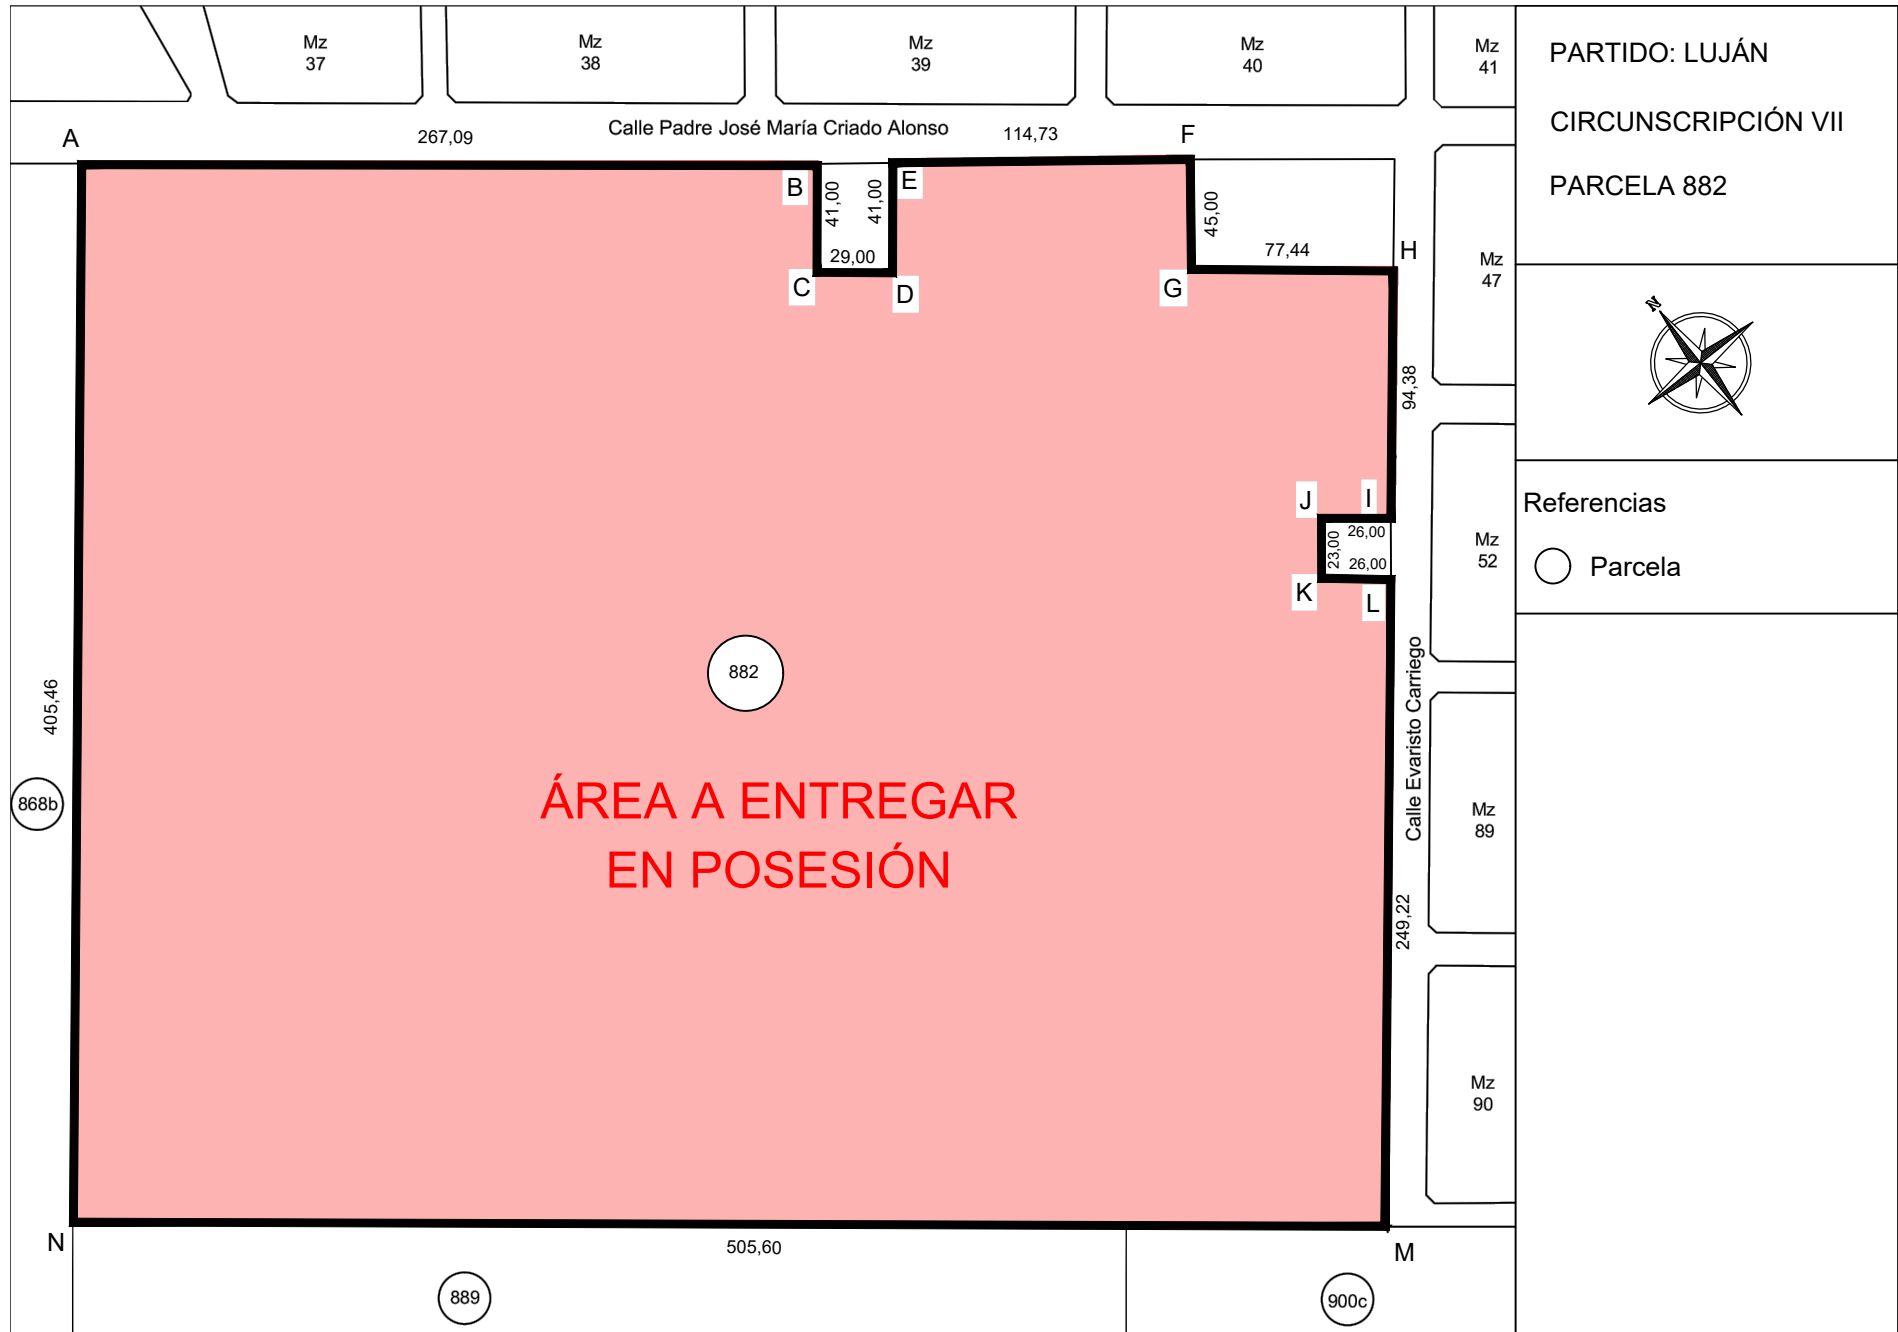 Mz
37
Mz
38
Mz
39
Mz
40
Mz
41
PARTIDO: LUJÁN
CIRCUNSCRIPCIÓN VII
PARCELA 882
A
267,09
Calle Padre José María Criado Alonso
114,73
F
B
41,00
41,00
E
29,00
C
D
45,00
77,44
G
H
Mz
47
N
94,38
Referencias
Parcela
J
I
26,00
23,00
26,00
K
L
Mz
52
882
405,46
868b
ÁREA A ENTREGAR
EN POSESIÓN
Calle Evaristo Carriego
249,22
Mz
89
Mz
90
N
505,60
M
889
900c